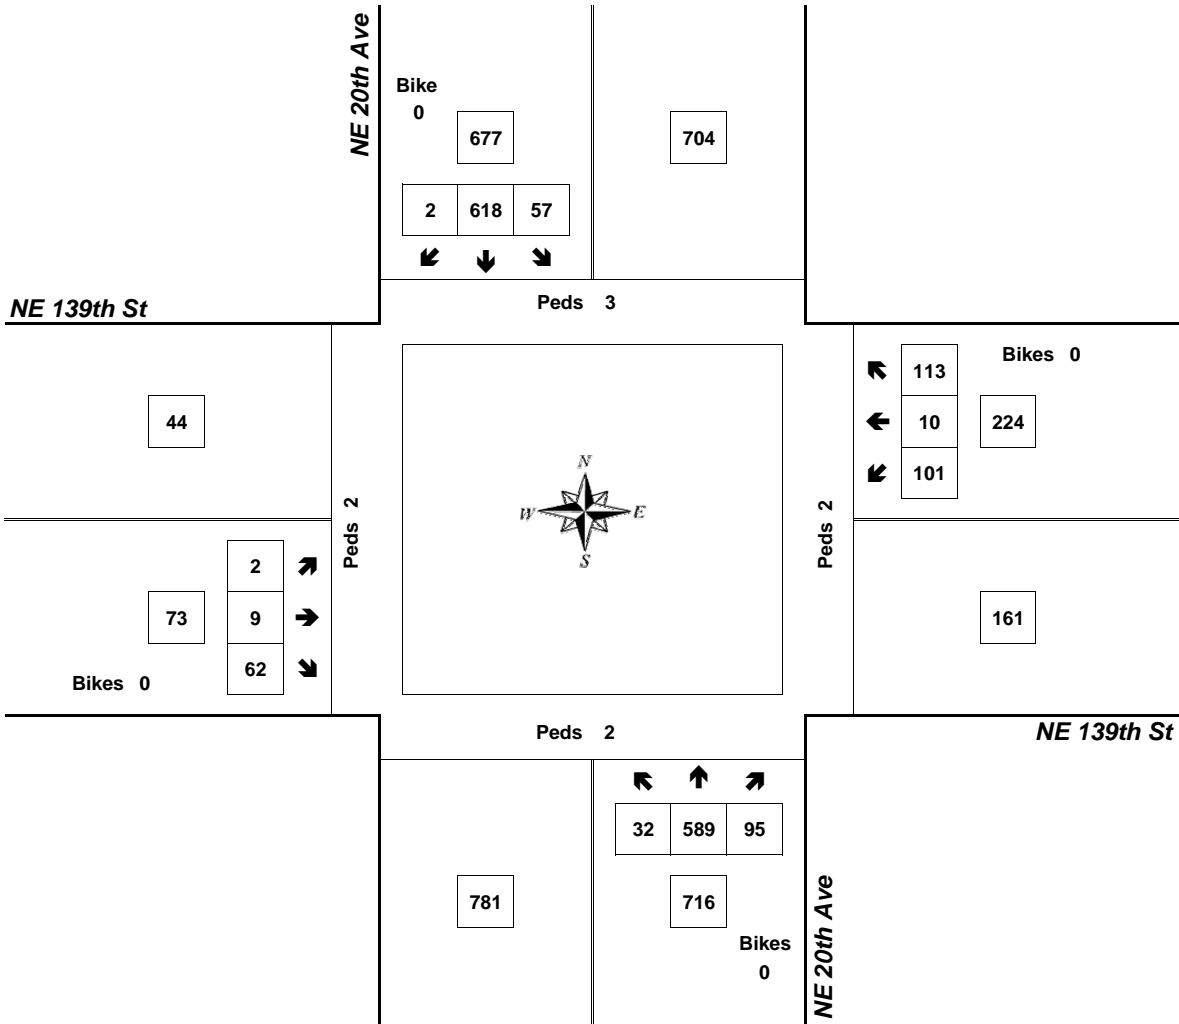 NE 20th Ave
Bike
0
677
704
2 618 57
Peds 3
NE 139th St
113
Bikes 0
44
10
224
101
N
W E
S
Peds 2
Peds 2
2
73
9
161
62
Bikes 0
Peds 2
NE 139th St
32 589 95
781
716
Bikes
0
NE 20th Ave